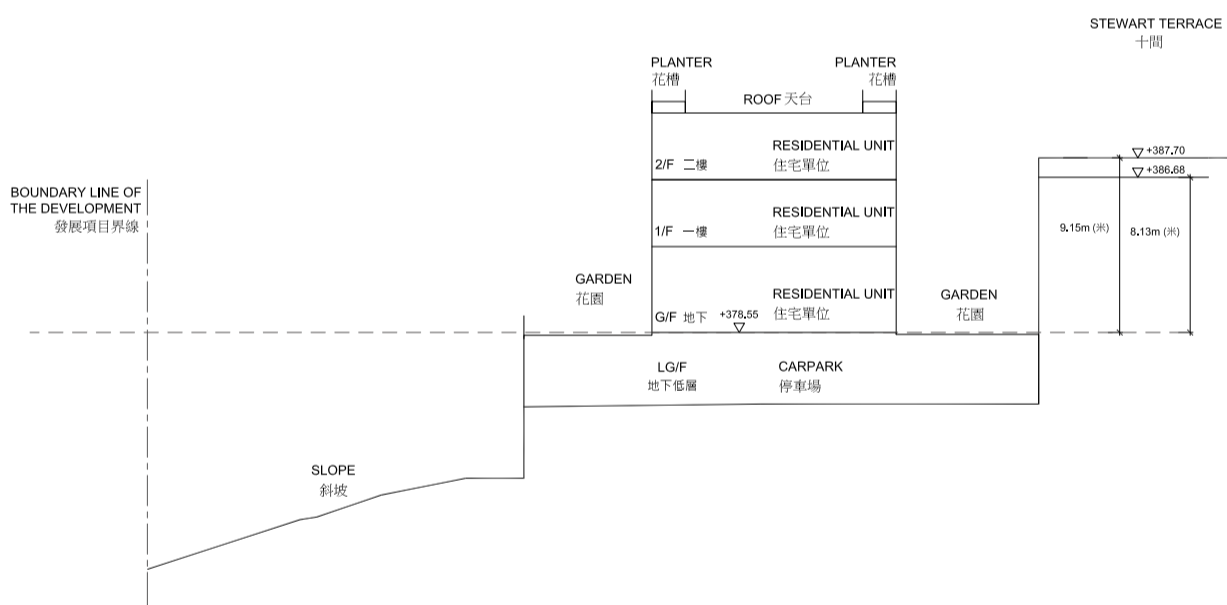 STEWART TERRACE
十間
PLANTER
花槽
PLANTER
花槽
ROOF 天台
RESIDENTIAL UNIT
2/F 二樓 住宅單位
+387.70
+386.68
BOUNDARY LINE OF
THE DEVELOPMENT
發展項目界線
RESIDENTIAL UNIT
1/F 一樓 住宅單位
9.15m (米)
8.13m (米)
GARDEN
花園
RESIDENTIAL UNIT
G/F 地下 +378.55 住宅單位
GARDEN
花園
LG/F
地下低層
CARPARK
停車場
SLOPE
斜坡